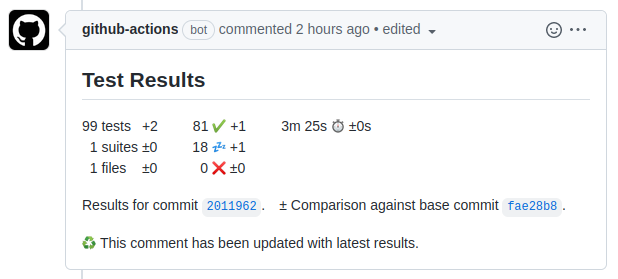 github-actions bot commented 2 hours ago • edited
Test Results
99 tests +2 81 ✔️ +1 3m 25s ⏱️ ±0s
1 suites ±0 18 💤 +1
1 files ±0 0 ❌ ±0
Results for commit 2011962. ± Comparison against base commit fae28b8.
♻️ This comment has been updated with latest results.